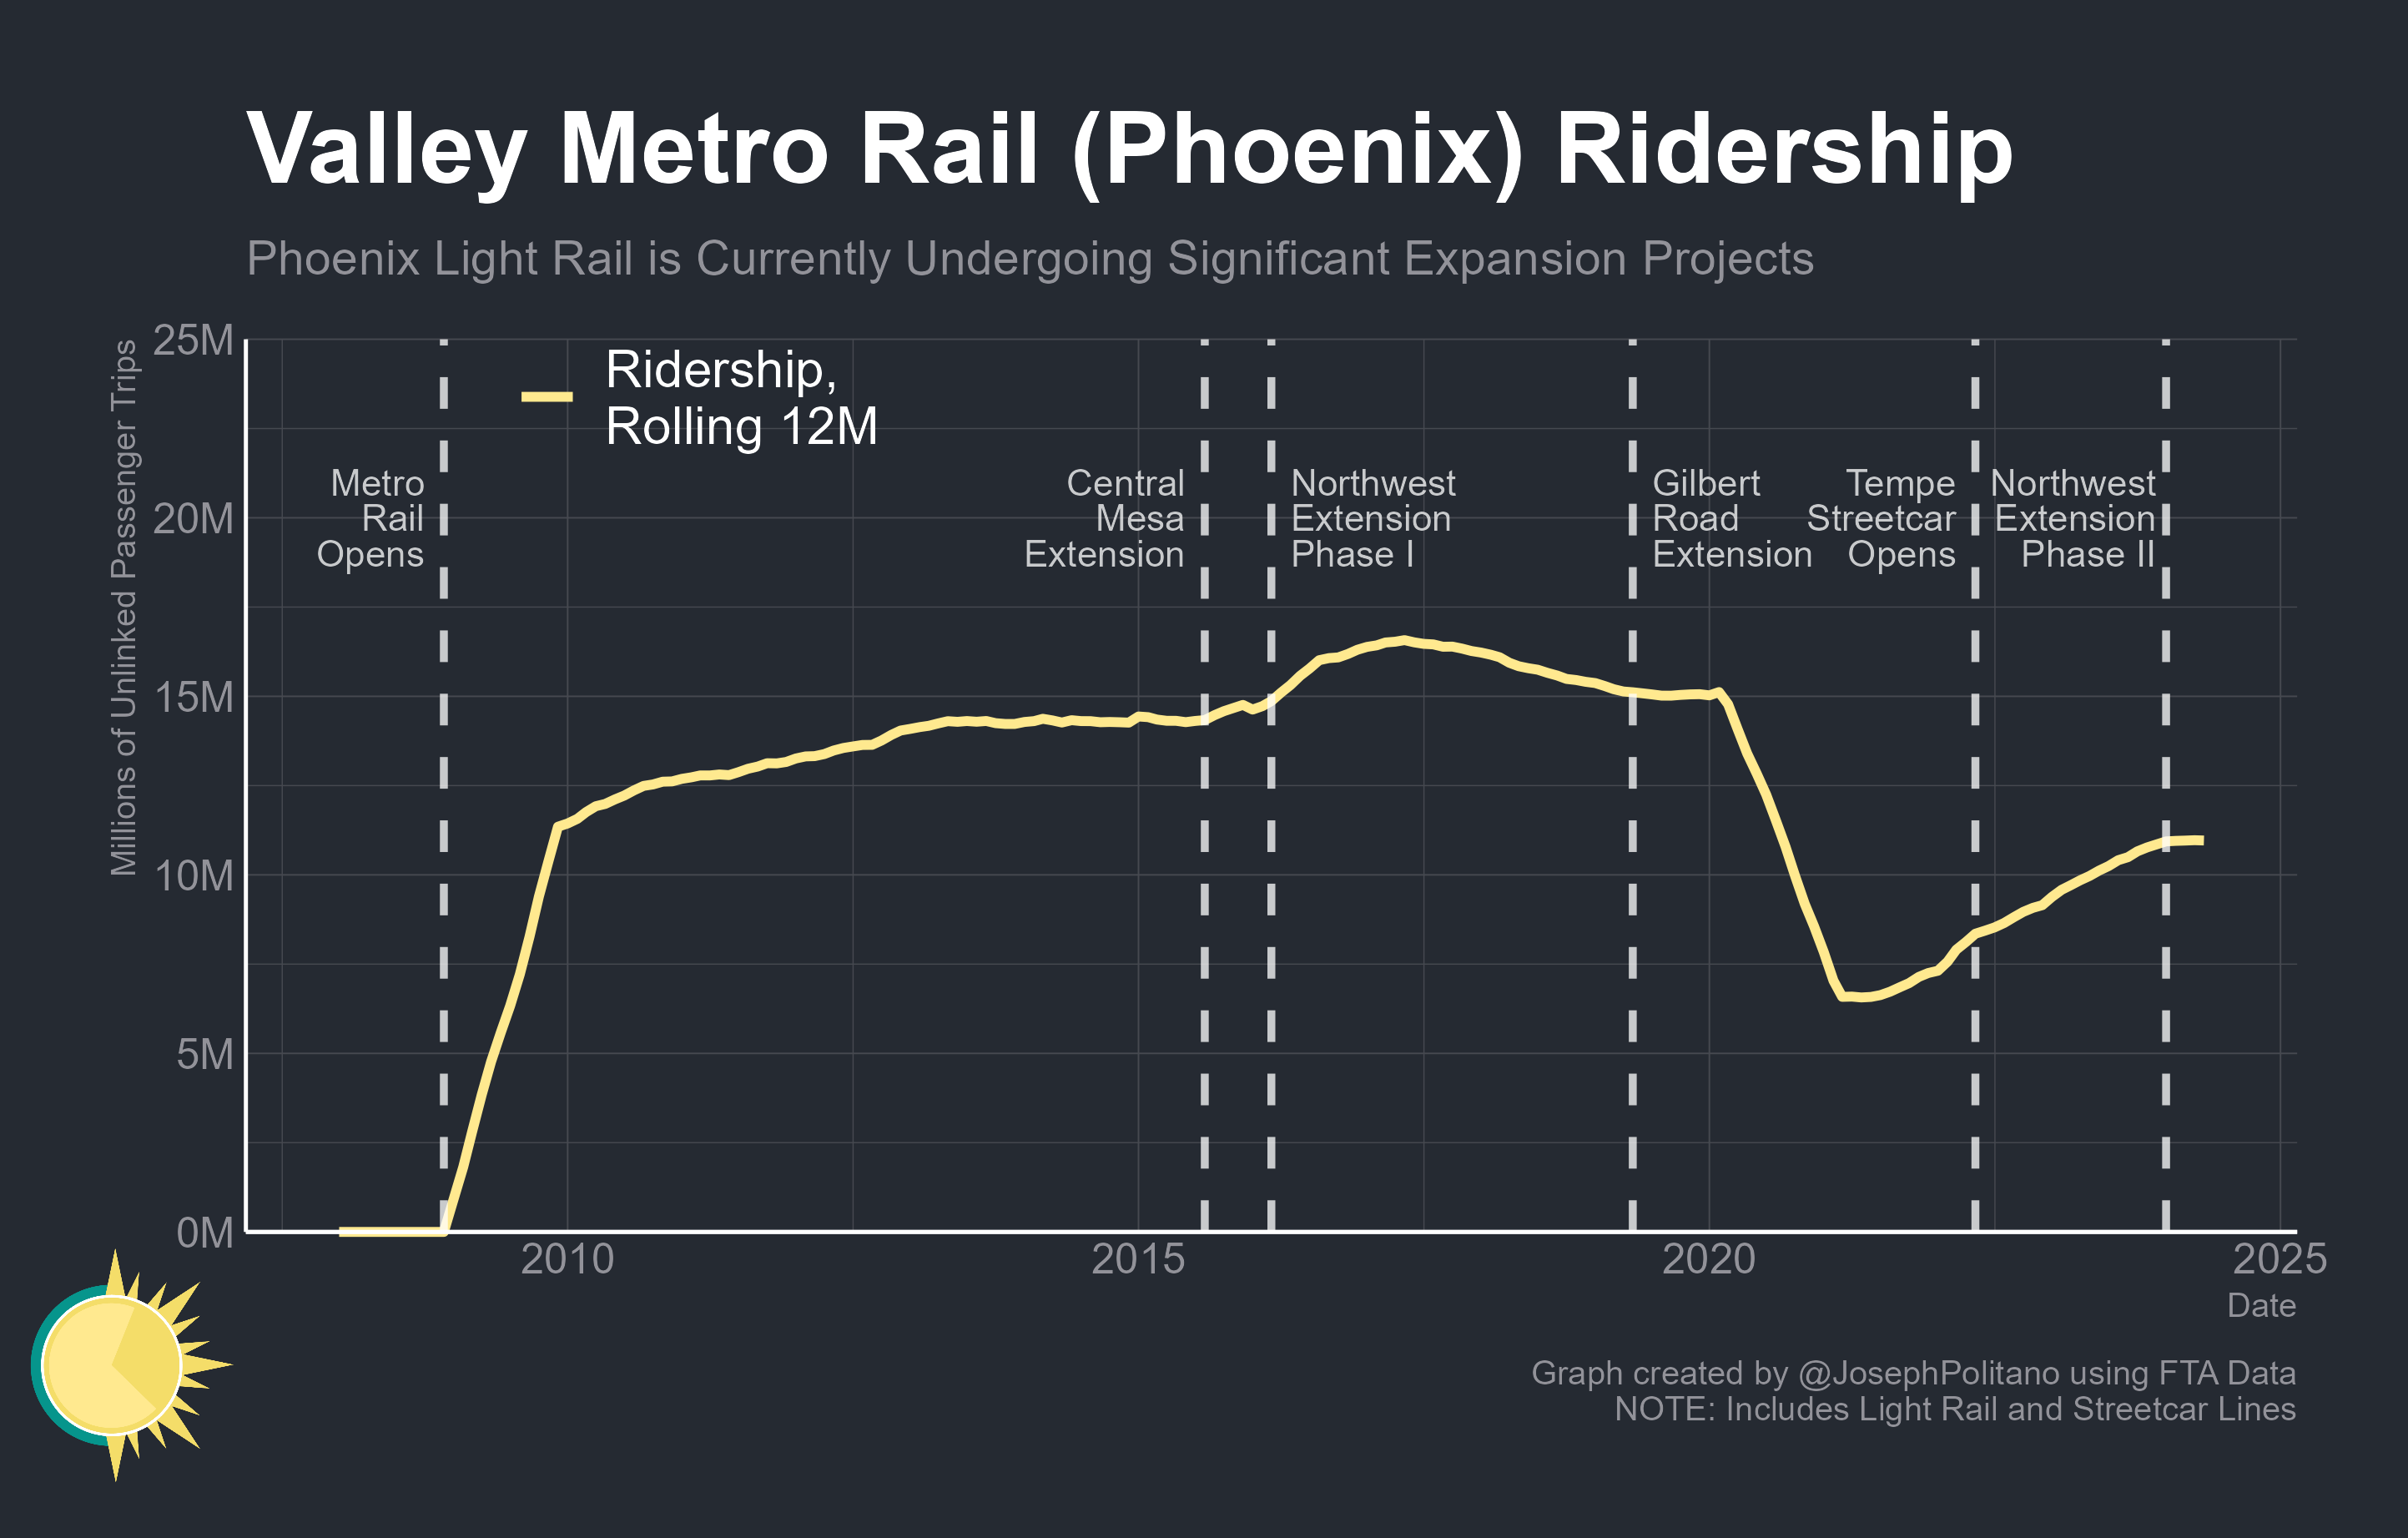 Valley Metro Rail (Phoenix) Ridership
Phoenix Light Rail is Currently Undergoing Significant Expansion Projects
Millions of Unlinked Passenger Trips
25M
20M
15M
10M
5M
0M
Ridership,
Rolling 12M
Metro
Rail
Opens
Central
Mesa
Extension
Northwest
Extension
Phase I
Gilbert
Road
Extension
Tempe
Streetcar
Opens
Northwest
Extension
Phase II
2010
2015
2020
2025
Date
Graph created by @JosephPolitano using FTA Data
NOTE: Includes Light Rail and Streetcar Lines